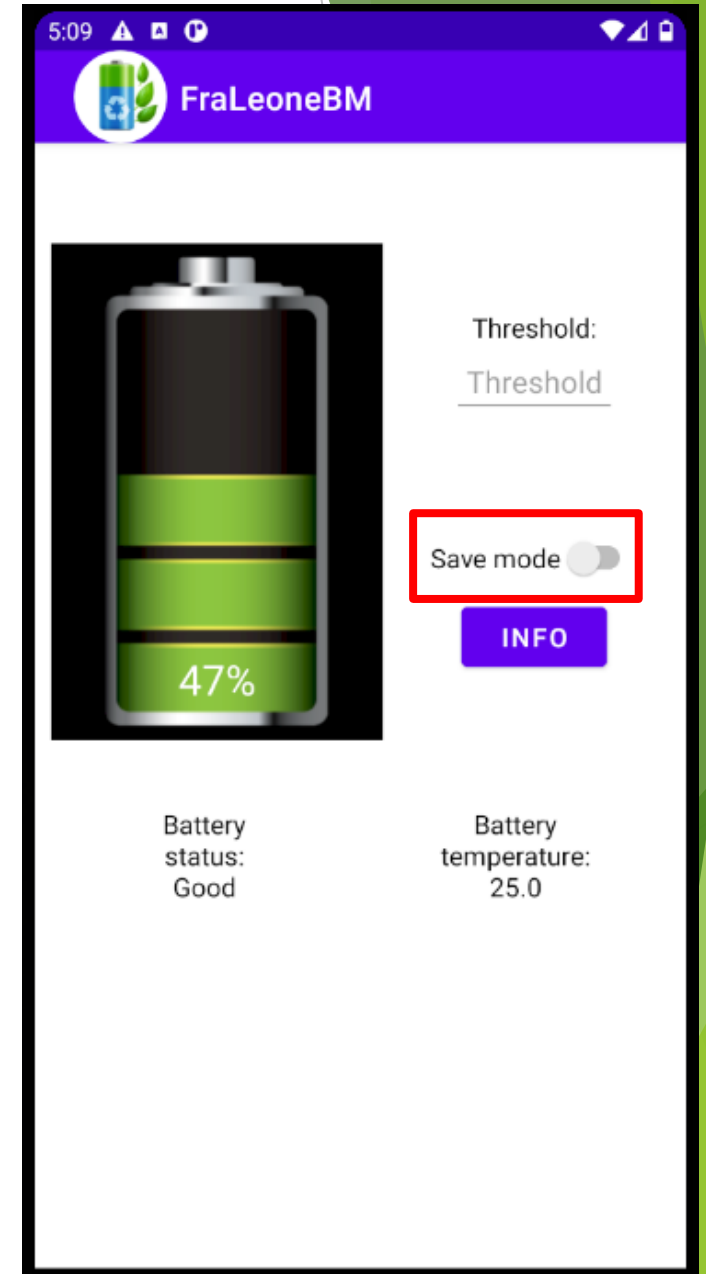 5:09
FraLeoneBM
Threshold:
Threshold
Save mode
INFO
47%
Battery
status:
Good
Battery
temperature:
25.0